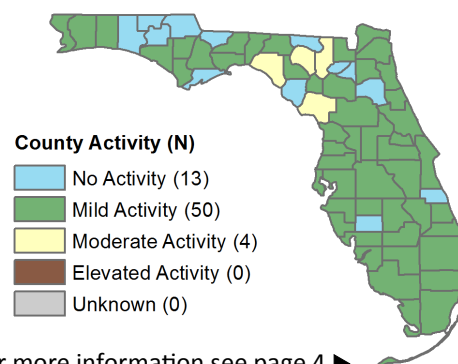 County Activity (N)
No Activity (13)
Mild Activity (50)
Moderate Activity (4)
Elevated Activity (0)
Unknown (0)
r more information see page 4 ►